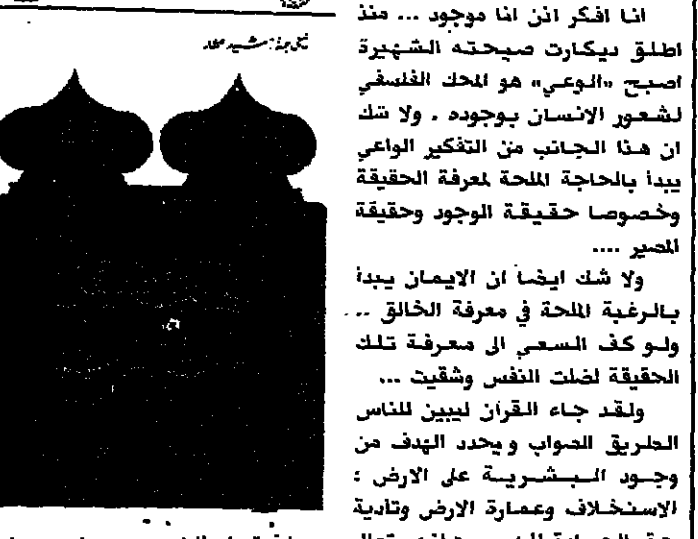 انا افكر اذن انا موجود ... منذ
اطلق ديكارت صيحته الشهيرة
اصبح «الوعي» هو المحك الفلسفي
لشعور الانسان بوجوده . ولا شك
ان هذا الجانب من التفكير الواعي
يبدا بالحاجة الملحة لمعرفة الحقيقة
وخصوصا حقيقة الوجود وحقيقة
المصير ....
ولا شك ايضا ان الايمان يبدا
بالرغبة الملحة في معرفة الخالق ..
ولو كف السعي الى معرفة تلك
الحقيقة لضلت النفس وشقيت ...
ولقد جاء القران ليبين للناس
الطريق الصواب ويحدد الهدف من
وجود البشرية على الارض :
الاستخلاف وعمارة الارض وتادية